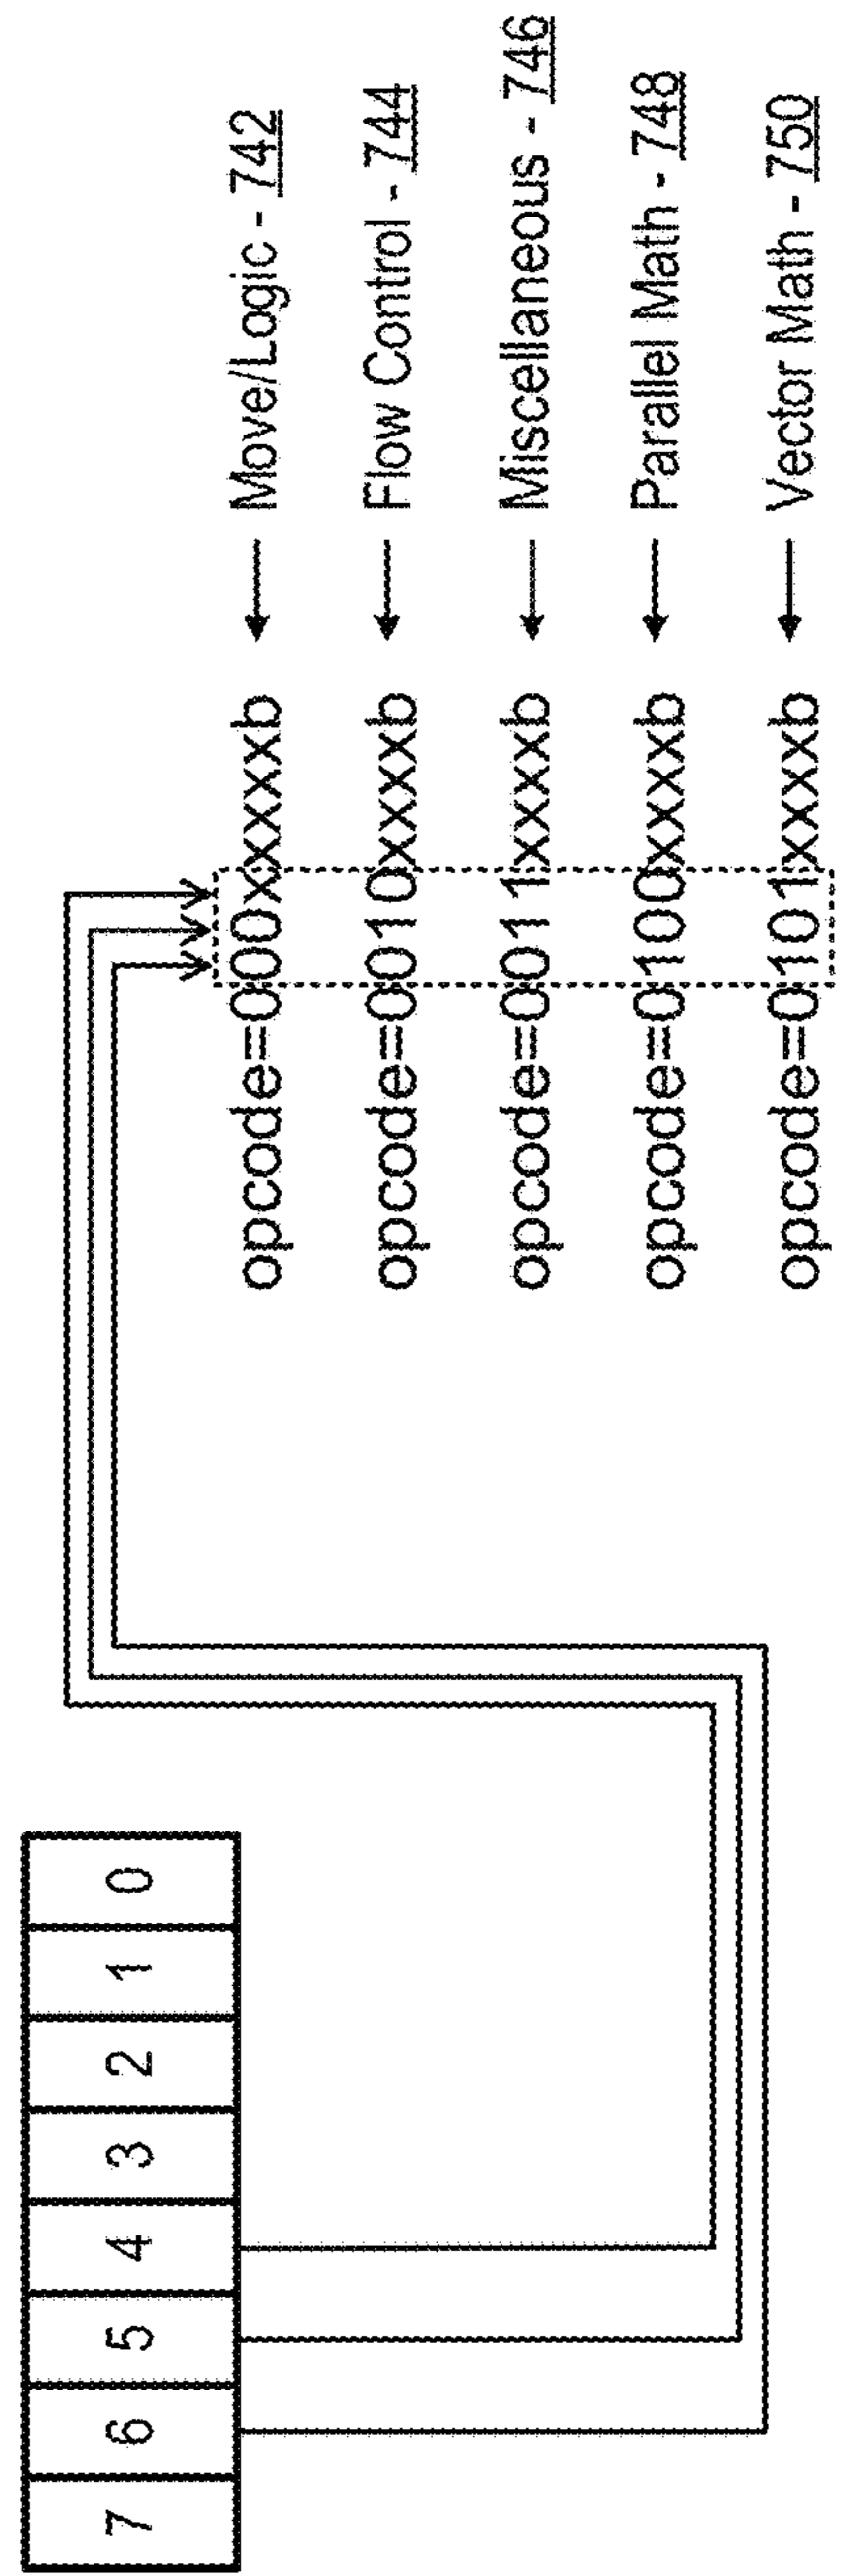 7 6 5 4 3 2 1 0
opcode=000xxxxxb ← Move/Logic - 742
opcode=0010xxxxb ← Flow Control - 744
opcode=0011xxxxb ← Miscellaneous - 746
opcode=0100xxxxb ← Parallel Math - 748
opcode=0101xxxxb ← Vector Math - 750